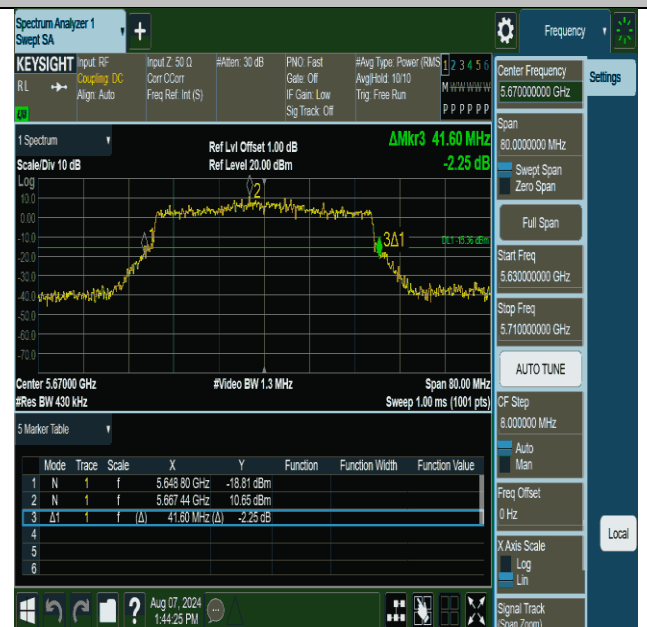 Spectrum Analyzer 1
Swept SA
+
Frequency
KEYSIGHT
RL
Input: RF
Coupling: DC
Align: Auto
Input Z: 50 Ω
Corr CCorr
Freq Ref: Int (S)
#Atten: 30 dB
PNO: Fast
Gate: Off
IF Gain: Low
Sig Track: Off
#Avg Type: Power (RMS
Avg|Hold: 10/10
Trig: Free Run
1 2 3 4 5 6
M W W W W W
P P P P P P
LXI
1 Spectrum
Scale/Div 10 dB
Ref Lvl Offset 1.00 dB
Ref Level 20.00 dBm
ΔMkr3 41.60 MHz
-2.25 dB
Log
10.0
0.00
-10.0
-20.0
-30.0
-40.0
-50.0
-60.0
-70.0
1
2
3Δ1
DL1 -15.36 dBm
Center 5.67000 GHz
#Video BW 1.3 MHz
Span 80.00 MHz
#Res BW 430 kHz
Sweep 1.00 ms (1001 pts)
5 Marker Table
Mode Trace Scale X Y Function Function Width Function Value
1 N 1 f 5.648 80 GHz -18.81 dBm
2 N 1 f 5.667 44 GHz 10.65 dBm
3 Δ1 1 f (Δ) 41.60 MHz (Δ) -2.25 dB
4
5
6
Aug 07, 2024
1:44:25 PM
?
Center Frequency
5.670000000 GHz
Settings
Span
80.0000000 MHz
Swept Span
Zero Span
Full Span
Start Freq
5.630000000 GHz
Stop Freq
5.710000000 GHz
AUTO TUNE
CF Step
8.000000 MHz
Auto
Man
Freq Offset
0 Hz
Local
X Axis Scale
Log
Lin
Signal Track
(Span Zoom)